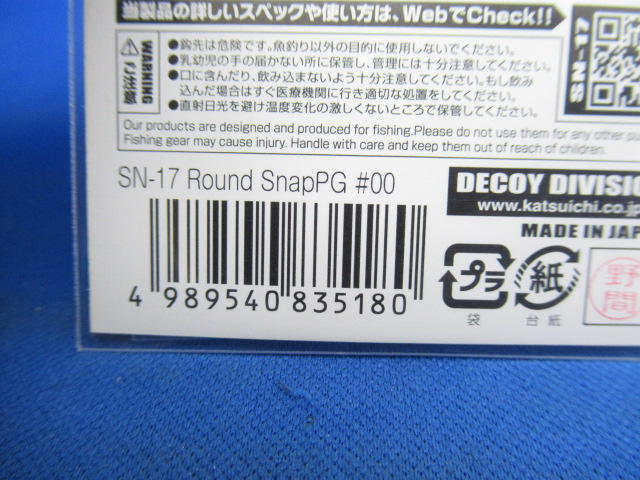 当製品の詳しいスペックや使い方は、WebでCheck!!
WARNING
ご注意
●鈎先は危険です。魚釣り以外の目的に使用しないでください。
●乳幼児の手の届かない所に保管し、管理には十分注意してください。
●口に含んだり、飲み込まないよう十分注意してください。もし飲み
込んだ場合はすぐ医療機関に行き適切な処置をしてください。
●直射日光を避け温度変化の激しくないところで保管してください。
SN-17
Our products are designed and produced for fishing.Please do not use them for any other pu
Fishing gear may cause injury. Handle with care and keep them out of reach of children.
SN-17 Round SnapPG #00
DECOY DIVISIO
www.katsuichi.co.jp
MADE IN JAP
4 989540 835180
プラ
袋
紙
台紙
野間